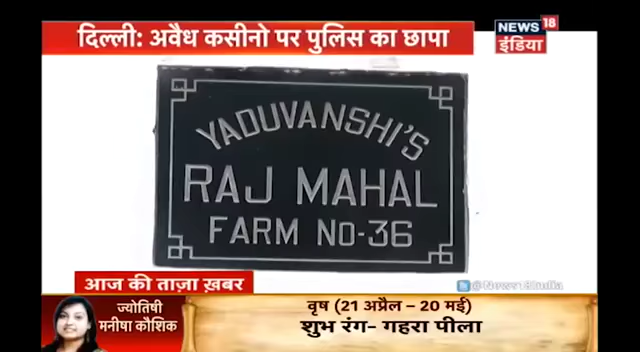 दिल्ली: अवैध कसीनो पर पुलिस का छापा
NEWS 18
इंडिया
YADUVANSHI'S
RAJ MAHAL
FARM NO-36
आज की ताज़ा ख़बर
@News18India
ज्योतिषी
मनीषा कौशिक
वृष (21 अप्रैल – 20 मई)
शुभ रंग- गहरा पीला